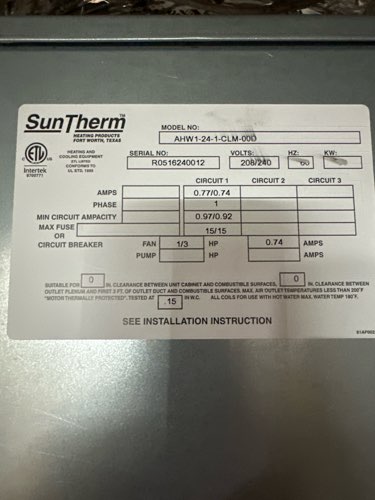 SunTherm™
HEATING PRODUCTS
FORT WORTH, TEXAS
MODEL NO:
AHW1-24-1-CLM-00D
ETL LISTED
Intertek
HEATING AND
COOLING EQUIPMENT
ETL LISTED
CONFORMS TO
UL STD. 1995
SERIAL NO: VOLTS: HZ: KW:
R0516240012 208/240 60
CIRCUIT 1 CIRCUIT 2 CIRCUIT 3
AMPS 0.77/0.74
PHASE 1
MIN CIRCUIT AMPACITY 0.97/0.92
MAX FUSE
OR 15/15
CIRCUIT BREAKER FAN 1/3 HP 0.74 AMPS
PUMP HP AMPS
SUITABLE FOR 0 IN. CLEARANCE BETWEEN UNIT CABINET AND COMBUSTIBLE SURFACES. 0 IN. CLEARANCE BETWEEN
OUTLET PLENUM AND FIRST 3 FT. OF OUTLET DUCT AND COMBUSTIBLE SURFACES. MAX. AIR OUTLET TEMPERATURES LESS THAN 200°F
"MOTOR THERMALLY PROTECTED". TESTED AT .15 IN W.C. ALL COILS FOR USE WITH HOT WATER MAX. WATER TEMP 180°F.
SEE INSTALLATION INSTRUCTION